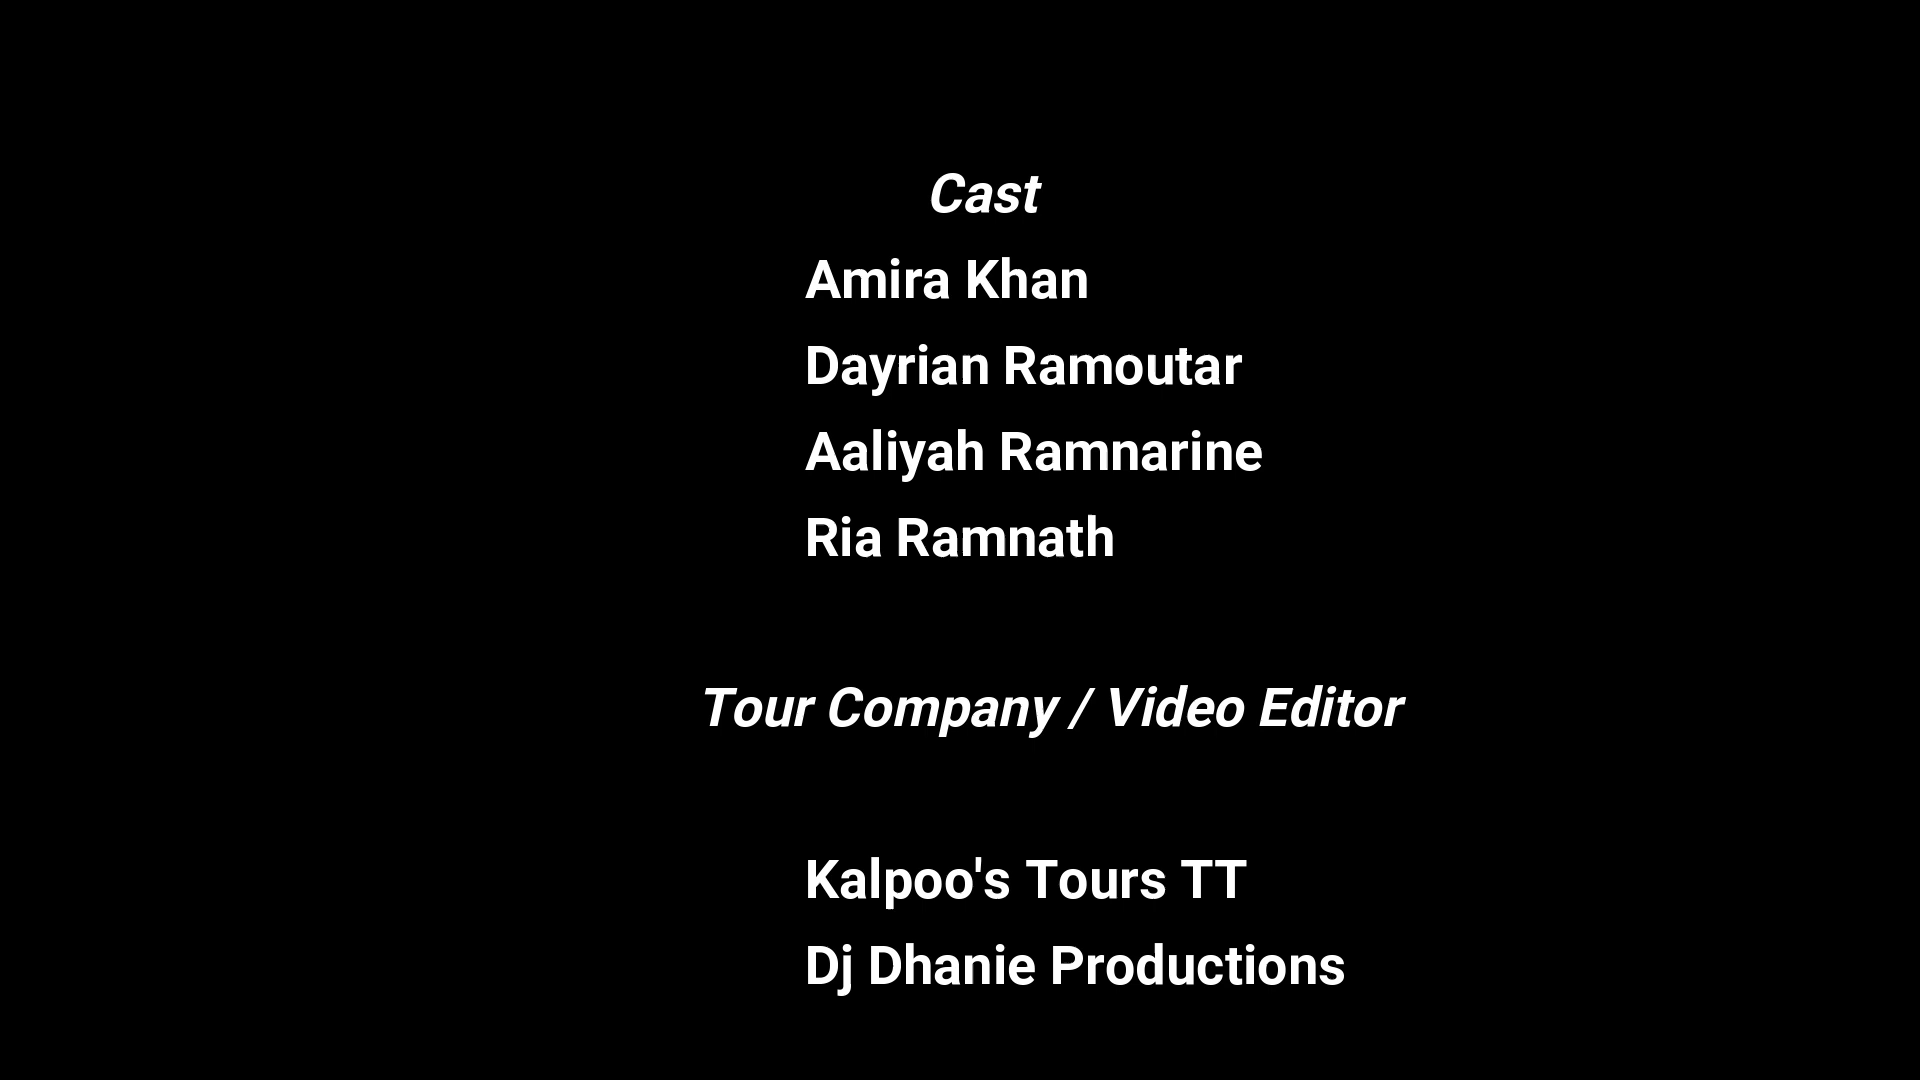 Cast
Amira Khan
Dayrian Ramoutar
Aaliyah Ramnarine
Ria Ramnath
Tour Company / Video Editor
Kalpoo's Tours TT
Dj Dhanie Productions